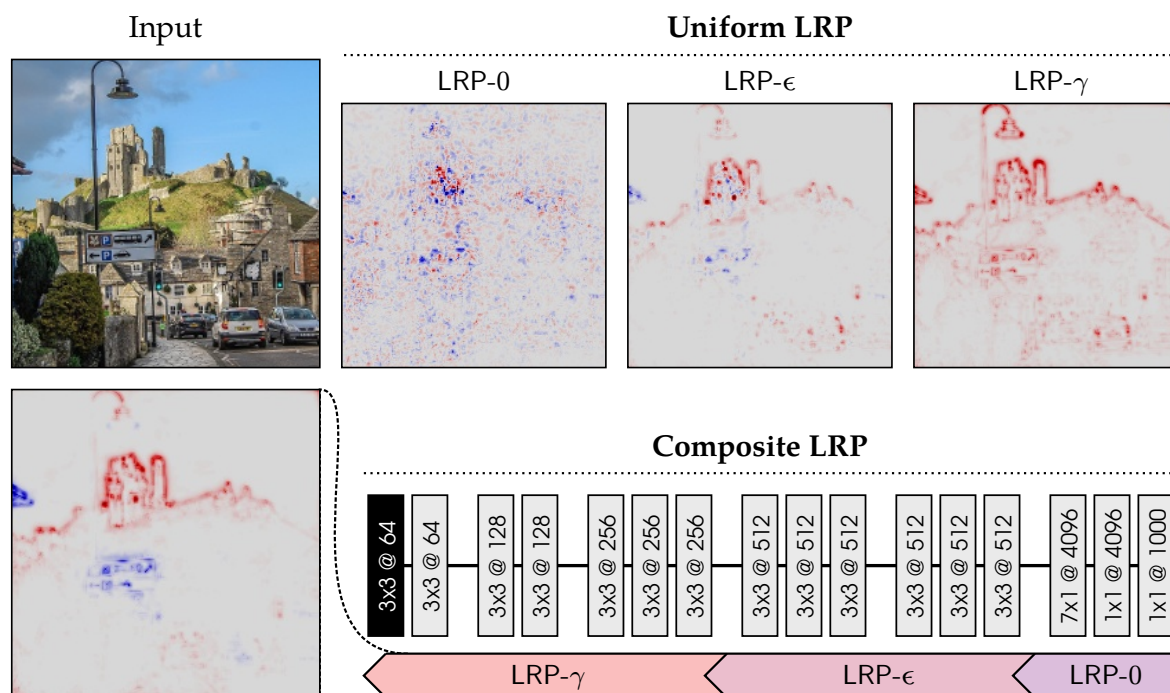 Input
Uniform LRP
LRP-0
LRP-ϵ
LRP-γ
P
P
Composite LRP
3x3 @ 64
3x3 @ 64
3x3 @ 128
3x3 @ 128
3x3 @ 256
3x3 @ 256
3x3 @ 256
3x3 @ 512
3x3 @ 512
3x3 @ 512
3x3 @ 512
3x3 @ 512
3x3 @ 512
7x1 @ 4096
1x1 @ 4096
1x1 @ 1000
LRP-γ
LRP-ϵ
LRP-0